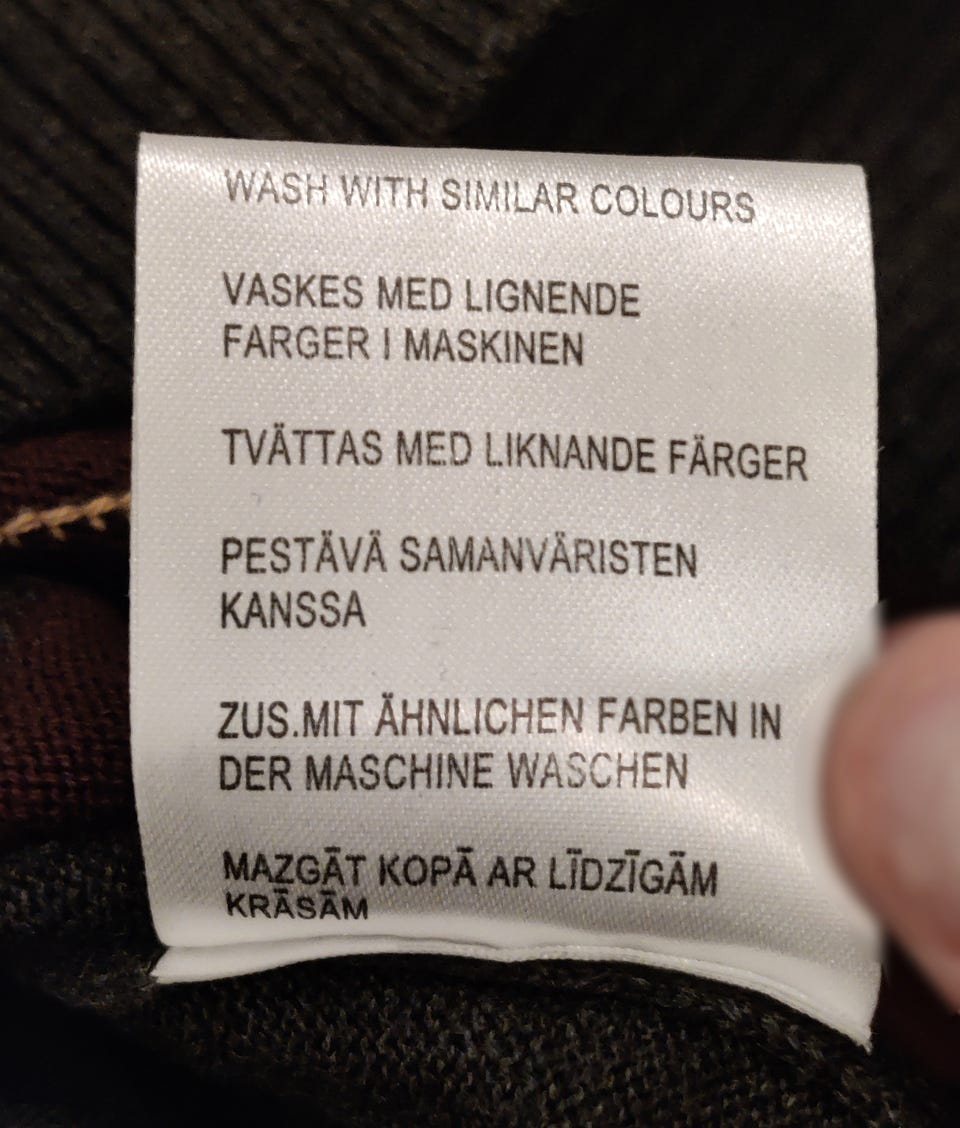 WASH WITH SIMILAR COLOURS
VASKES MED LIGNENDE
FARGER I MASKINEN
TVÄTTAS MED LIKNANDE FÄRGER
PESTÄVÄ SAMANVÄRISTEN
KANSSA
ZUS.MIT ÄHNLICHEN FARBEN IN
DER MASCHINE WASCHEN
MAZGĀT KOPĀ AR LĪDZĪGĀM
KRĀSĀM